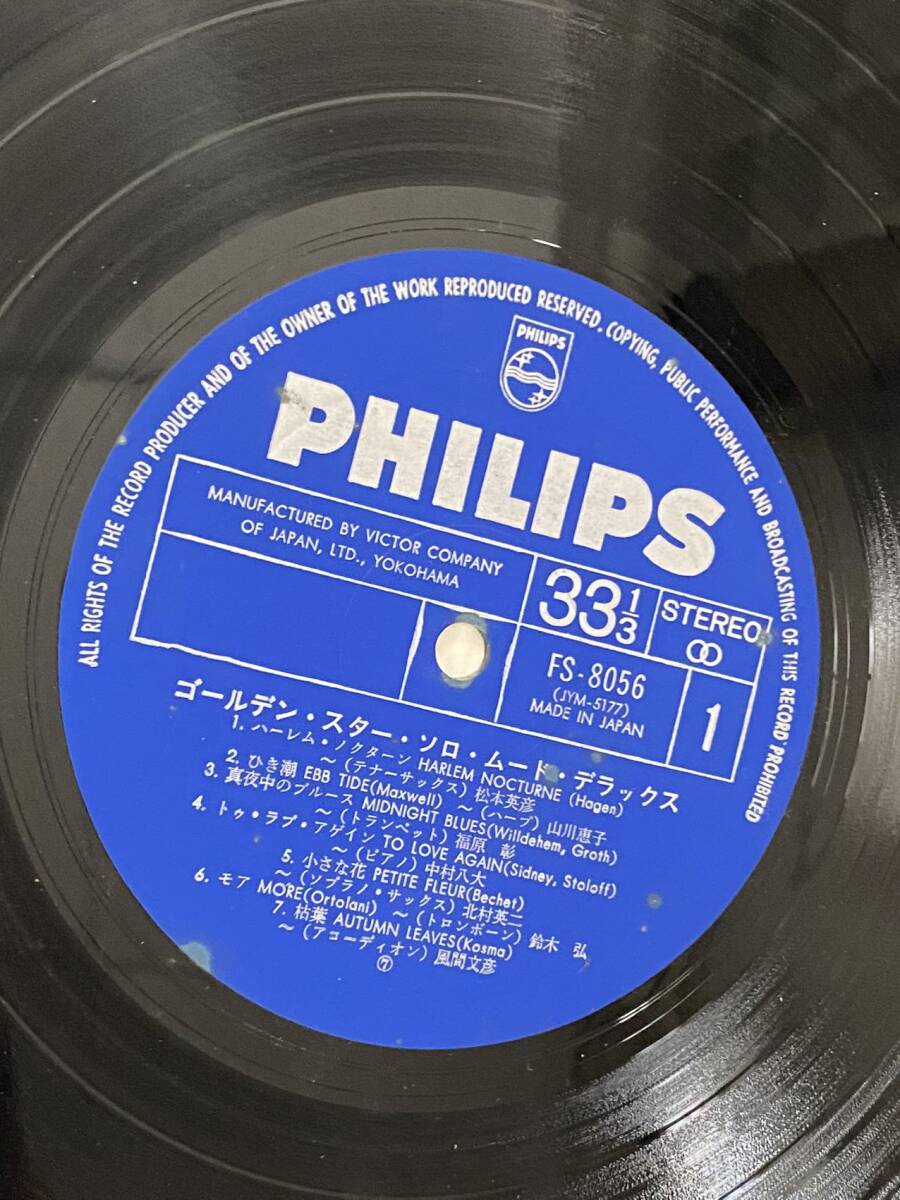 ALL RIGHTS OF THE RECORD PRODUCER AND OF THE OWNER OF THE WORK REPRODUCED RESERVED. COPYING, PUBLIC PERFORMANCE AND BROADCASTING OF THIS RECORD PROHIBITED
PHILIPS
PHILIPS
MANUFACTURED BY VICTOR COMPANY
OF JAPAN, LTD., YOKOHAMA
33 1/3
STEREO
FS-8056
(JYM-5177)
MADE IN JAPAN
1
ゴールデン・スター・ソロ・ムード・デラックス
1. ハーレム・ノクターン HARLEM NOCTURNE (Hagen)
～(テナーサックス) 松本英彦
2. ひき潮 EBB TIDE(Maxwell) ～(ハープ) 山川恵子
3. 真夜中のブルース MIDNIGHT BLUES(Willdehem, Groth)
～(トランペット) 福原 彰
4. トゥ・ラブ・アゲイン TO LOVE AGAIN(Sidney, Stoloff)
～(ピアノ) 中村八大
5. 小さな花 PETITE FLEUR(Bechet)
～(ソプラノ・サックス) 北村英二
6. モア MORE(Ortolani) ～(トロンボーン) 鈴木 弘
7. 枯葉 AUTUMN LEAVES(Kosma)
～(アコーディオン) 風間文彦
⑦